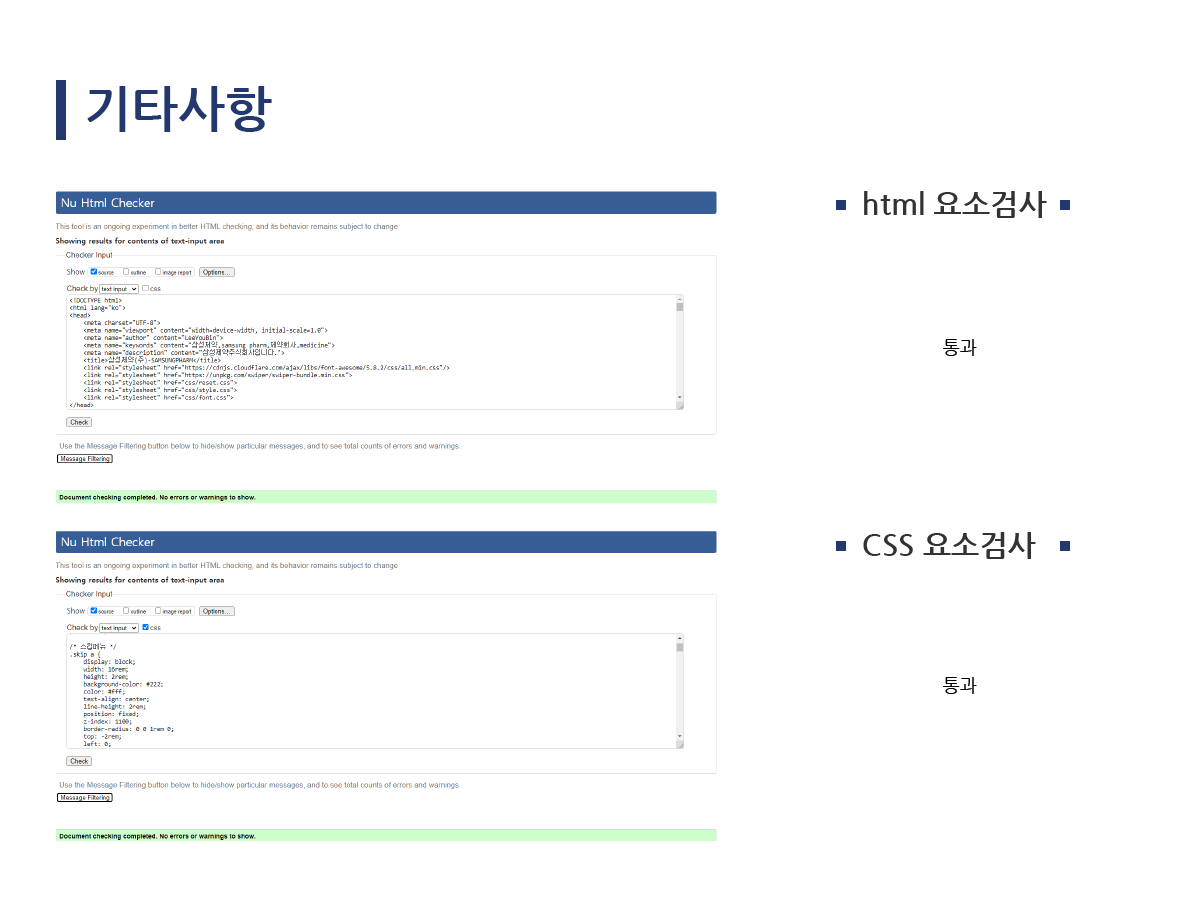 기타사항
Nu Html Checker
This tool is an ongoing experiment in better HTML checking, and its behavior remains subject to change
Showing results for contents of text-input area
Checker Input
Show source outline image report Options...
Check by text input css
<!DOCTYPE html>
<html lang="ko">
<head>
<meta charset="UTF-8">
<meta name="viewport" content="width=device-width, initial-scale=1.0">
<meta name="author" content="LeeYouBin">
<meta name="keywords" content="삼성제약,samsung pharm,제약회사,medicine">
<meta name="description" content="삼성제약주식회사입니다.">
<title>삼성제약(주)-SAMSUNGPHARM</title>
<link rel="stylesheet" href="https://cdnjs.cloudflare.com/ajax/libs/font-awesome/5.8.2/css/all.min.css"/>
<link rel="stylesheet" href="https://unpkg.com/swiper/swiper-bundle.min.css">
<link rel="stylesheet" href="css/reset.css">
<link rel="stylesheet" href="css/style.css">
<link rel="stylesheet" href="css/font.css">
</head>
Check
Use the Message Filtering button below to hide/show particular messages, and to see total counts of errors and warnings.
Message Filtering
Document checking completed. No errors or warnings to show.
html 요소검사
통과
Nu Html Checker
This tool is an ongoing experiment in better HTML checking, and its behavior remains subject to change
Showing results for contents of text-input area
Checker Input
Show source outline image report Options...
Check by text input css
/* 스킵메뉴 */
.skip a {
display: block;
width: 16rem;
height: 2rem;
background-color: #222;
color: #fff;
text-align: center;
line-height: 2rem;
position: fixed;
z-index: 1100;
border-radius: 0 0 1rem 0;
top: -2rem;
left: 0;
Check
Use the Message Filtering button below to hide/show particular messages, and to see total counts of errors and warnings.
Message Filtering
Document checking completed. No errors or warnings to show.
CSS 요소검사
통과